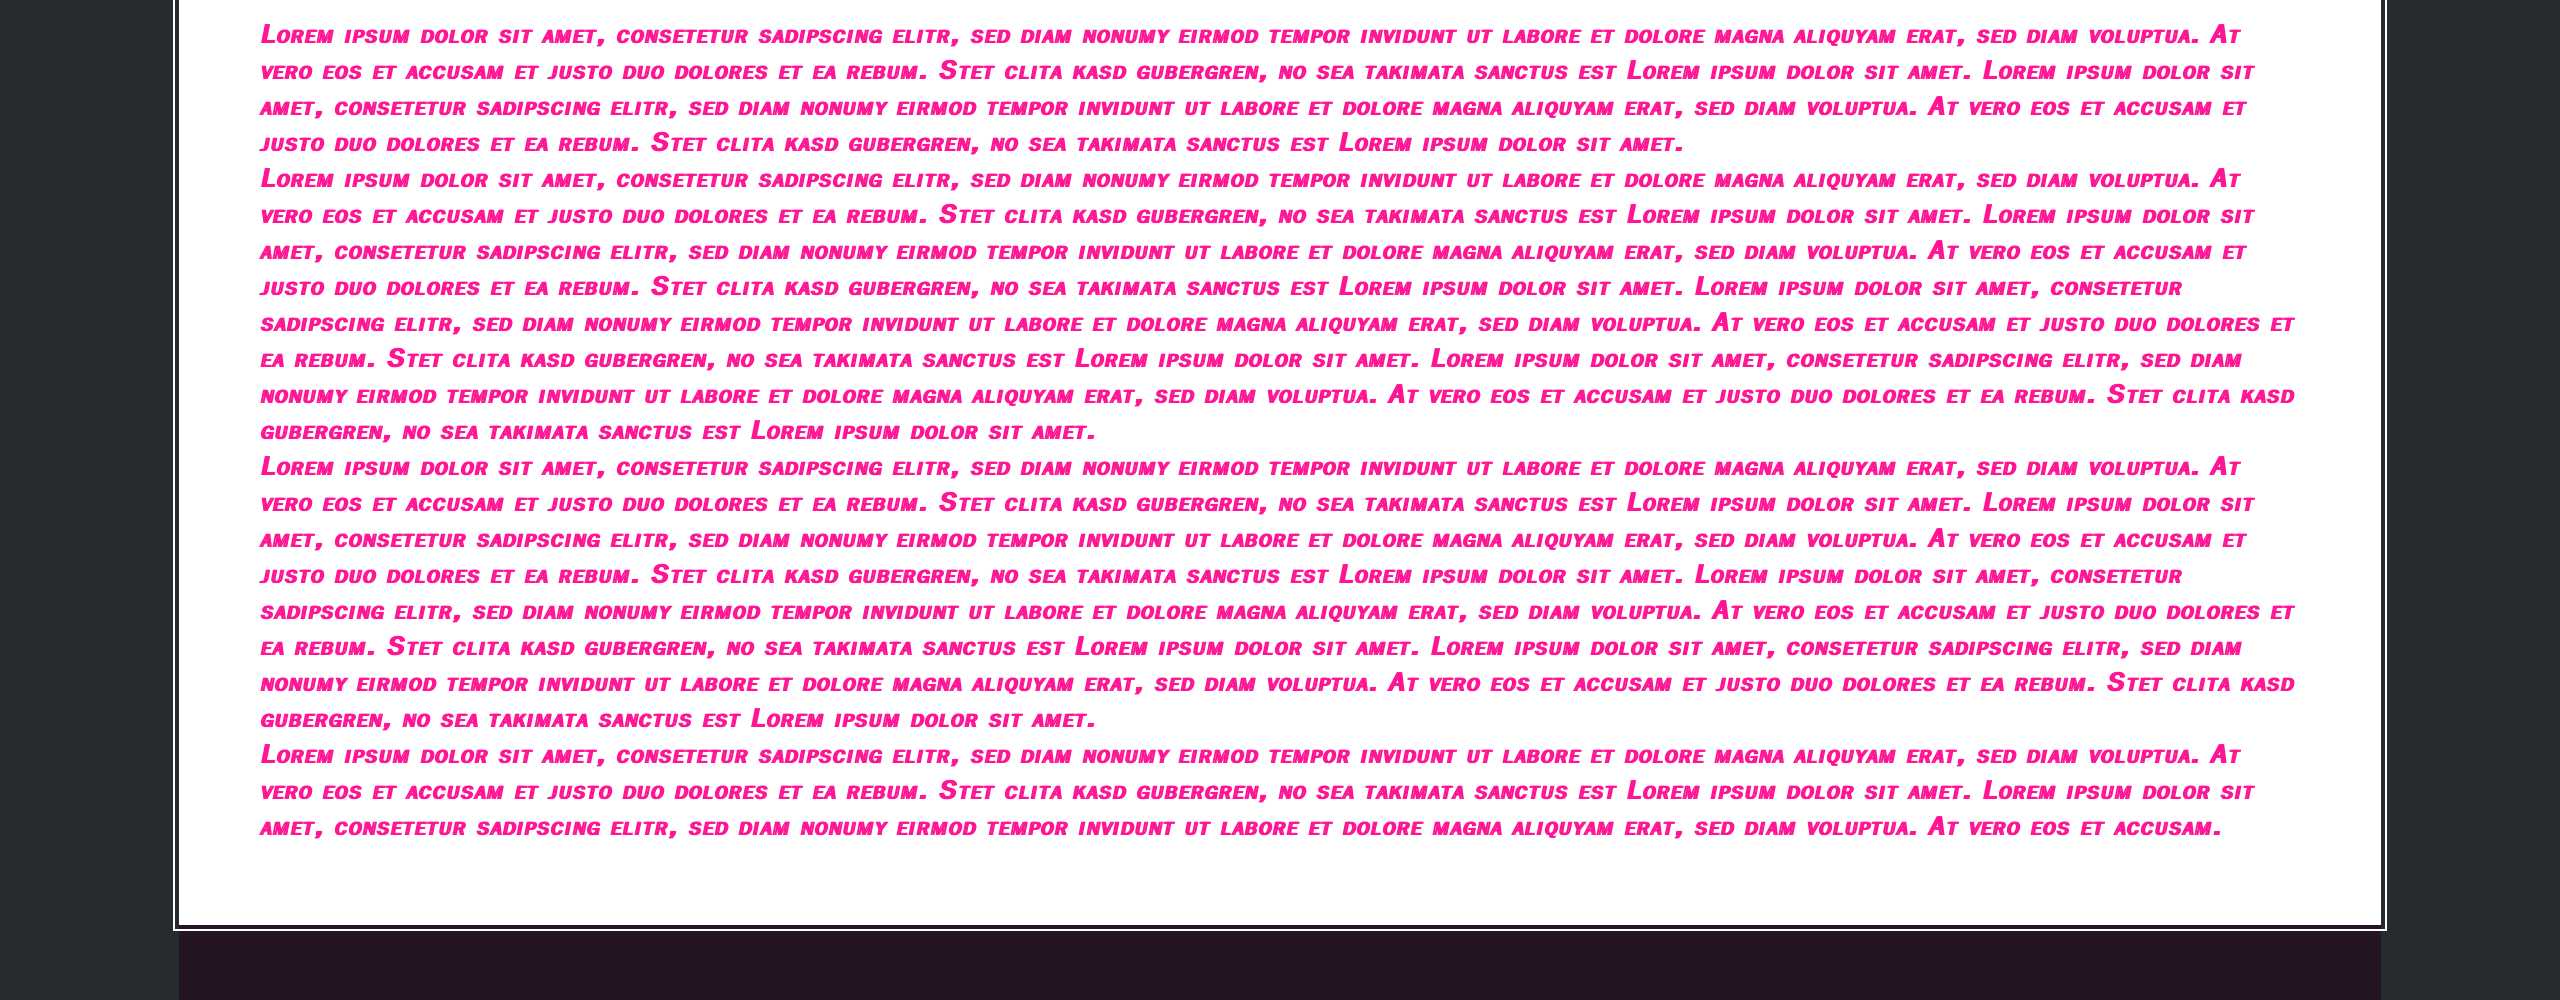 Lorem ipsum dolor sit amet, consetetur sadipscing elitr, sed diam nonumy eirmod tempor invidunt ut labore et dolore magna aliquyam erat, sed diam voluptua. At
vero eos et accusam et justo duo dolores et ea rebum. Stet clita kasd gubergren, no sea takimata sanctus est Lorem ipsum dolor sit amet. Lorem ipsum dolor sit
amet, consetetur sadipscing elitr, sed diam nonumy eirmod tempor invidunt ut labore et dolore magna aliquyam erat, sed diam voluptua. At vero eos et accusam et
justo duo dolores et ea rebum. Stet clita kasd gubergren, no sea takimata sanctus est Lorem ipsum dolor sit amet.
Lorem ipsum dolor sit amet, consetetur sadipscing elitr, sed diam nonumy eirmod tempor invidunt ut labore et dolore magna aliquyam erat, sed diam voluptua. At
vero eos et accusam et justo duo dolores et ea rebum. Stet clita kasd gubergren, no sea takimata sanctus est Lorem ipsum dolor sit amet. Lorem ipsum dolor sit
amet, consetetur sadipscing elitr, sed diam nonumy eirmod tempor invidunt ut labore et dolore magna aliquyam erat, sed diam voluptua. At vero eos et accusam et
justo duo dolores et ea rebum. Stet clita kasd gubergren, no sea takimata sanctus est Lorem ipsum dolor sit amet. Lorem ipsum dolor sit amet, consetetur
sadipscing elitr, sed diam nonumy eirmod tempor invidunt ut labore et dolore magna aliquyam erat, sed diam voluptua. At vero eos et accusam et justo duo dolores et
ea rebum. Stet clita kasd gubergren, no sea takimata sanctus est Lorem ipsum dolor sit amet. Lorem ipsum dolor sit amet, consetetur sadipscing elitr, sed diam
nonumy eirmod tempor invidunt ut labore et dolore magna aliquyam erat, sed diam voluptua. At vero eos et accusam et justo duo dolores et ea rebum. Stet clita kasd
gubergren, no sea takimata sanctus est Lorem ipsum dolor sit amet.
Lorem ipsum dolor sit amet, consetetur sadipscing elitr, sed diam nonumy eirmod tempor invidunt ut labore et dolore magna aliquyam erat, sed diam voluptua. At
vero eos et accusam et justo duo dolores et ea rebum. Stet clita kasd gubergren, no sea takimata sanctus est Lorem ipsum dolor sit amet. Lorem ipsum dolor sit
amet, consetetur sadipscing elitr, sed diam nonumy eirmod tempor invidunt ut labore et dolore magna aliquyam erat, sed diam voluptua. At vero eos et accusam et
justo duo dolores et ea rebum. Stet clita kasd gubergren, no sea takimata sanctus est Lorem ipsum dolor sit amet. Lorem ipsum dolor sit amet, consetetur
sadipscing elitr, sed diam nonumy eirmod tempor invidunt ut labore et dolore magna aliquyam erat, sed diam voluptua. At vero eos et accusam et justo duo dolores et
ea rebum. Stet clita kasd gubergren, no sea takimata sanctus est Lorem ipsum dolor sit amet. Lorem ipsum dolor sit amet, consetetur sadipscing elitr, sed diam
nonumy eirmod tempor invidunt ut labore et dolore magna aliquyam erat, sed diam voluptua. At vero eos et accusam et justo duo dolores et ea rebum. Stet clita kasd
gubergren, no sea takimata sanctus est Lorem ipsum dolor sit amet.
Lorem ipsum dolor sit amet, consetetur sadipscing elitr, sed diam nonumy eirmod tempor invidunt ut labore et dolore magna aliquyam erat, sed diam voluptua. At
vero eos et accusam et justo duo dolores et ea rebum. Stet clita kasd gubergren, no sea takimata sanctus est Lorem ipsum dolor sit amet. Lorem ipsum dolor sit
amet, consetetur sadipscing elitr, sed diam nonumy eirmod tempor invidunt ut labore et dolore magna aliquyam erat, sed diam voluptua. At vero eos et accusam.